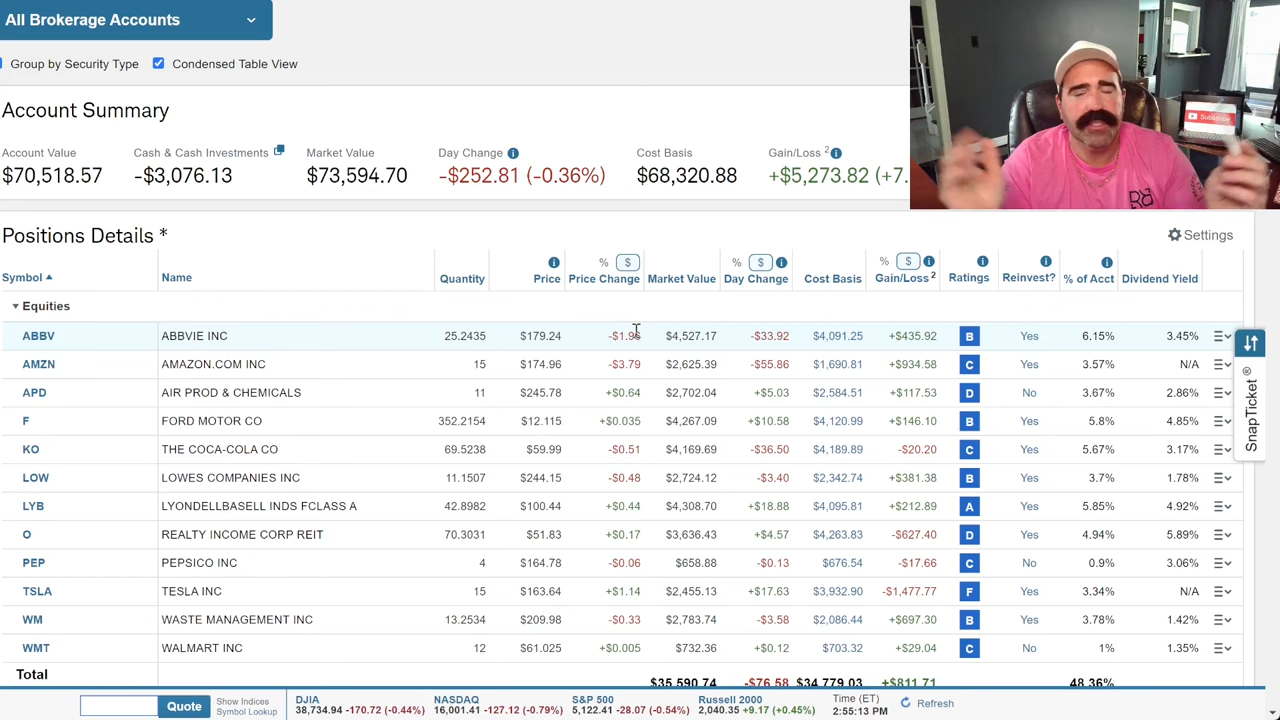 All Brokerage Accounts
Group by Security Type Condensed Table View
Account Summary
Account Value Cash & Cash Investments Market Value Day Change Cost Basis Gain/Loss 2
$70,518.57 -$3,076.13 $73,594.70 -$252.81 (-0.36%) $68,320.88 +$5,273.82 (+7.
Subscribe
Positions Details * Settings
% $ % $ % $
Symbol Name Quantity Price Price Change Market Value Day Change Cost Basis Gain/Loss 2 Ratings Reinvest? % of Acct Dividend Yield
Equities
ABBV ABBVIE INC 25.2435 $179.24 $4,527.17 -$33.92 $4,091.25 +$435.92 B Yes 6.15% 3.45%
AMZN AMAZON.COM INC 15 $174.96 -$3.79 $2,625.39 -$55.86 $1,690.81 +$934.58 C Yes 3.57% N/A
APD AIR PROD & CHEMICALS 11 $245.78 +$0.64 $2,702.04 +$5.03 $2,584.51 +$117.53 D No 3.67% 2.86%
F FORD MOTOR CO 352.2154 $12.115 +$0.035 $4,267.09 +$10.58 $4,120.99 +$146.10 B Yes 5.8% 4.85%
KO THE COCA-COLA CO 69.5238 $59.99 -$0.51 $4,169.69 -$36.50 $4,189.89 -$20.20 C Yes 5.67% 3.17%
LOW LOWES COMPANIES INC 11.1507 $244.15 -$0.48 $2,724.12 -$3.40 $2,342.74 +$381.38 B Yes 3.7% 1.78%
LYB LYONDELLBASELL INDS FCLASS A 42.8982 $100.44 +$0.44 $4,308.70 +$18.88 $4,095.81 +$212.89 A Yes 5.85% 4.92%
O REALTY INCOME CORP REIT 70.3031 $51.83 +$0.17 $3,636.43 +$4.57 $4,263.83 -$627.40 D Yes 4.94% 5.89%
PEP PEPSICO INC 4 $164.78 -$0.06 $658.88 -$0.13 $676.54 -$17.66 C No 0.9% 3.06%
TSLA TESLA INC 15 $163.64 +$1.14 $2,455.13 +$17.63 $3,932.90 -$1,477.77 F Yes 3.34% N/A
WM WASTE MANAGEMENT INC 13.2534 $209.98 -$0.33 $2,783.74 -$3.58 $2,086.44 +$697.30 B Yes 3.78% 1.42%
WMT WALMART INC 12 $61.025 +$0.005 $732.36 +$0.12 $703.32 +$29.04 C No 1% 1.35%
Total $35,590.74 -$76.58 $34,779.03 +$811.71 48.36%
SnapTicket®
Quote Show Indices DJIA NASDAQ S&P 500 Russell 2000 Time (ET) Refresh
Symbol Lookup 38,734.94 -170.72 (-0.44%) 16,001.41 -127.12 (-0.79%) 5,122.41 -28.07 (-0.54%) 2,040.35 +9.17 (+0.45%) 2:55:13 PM